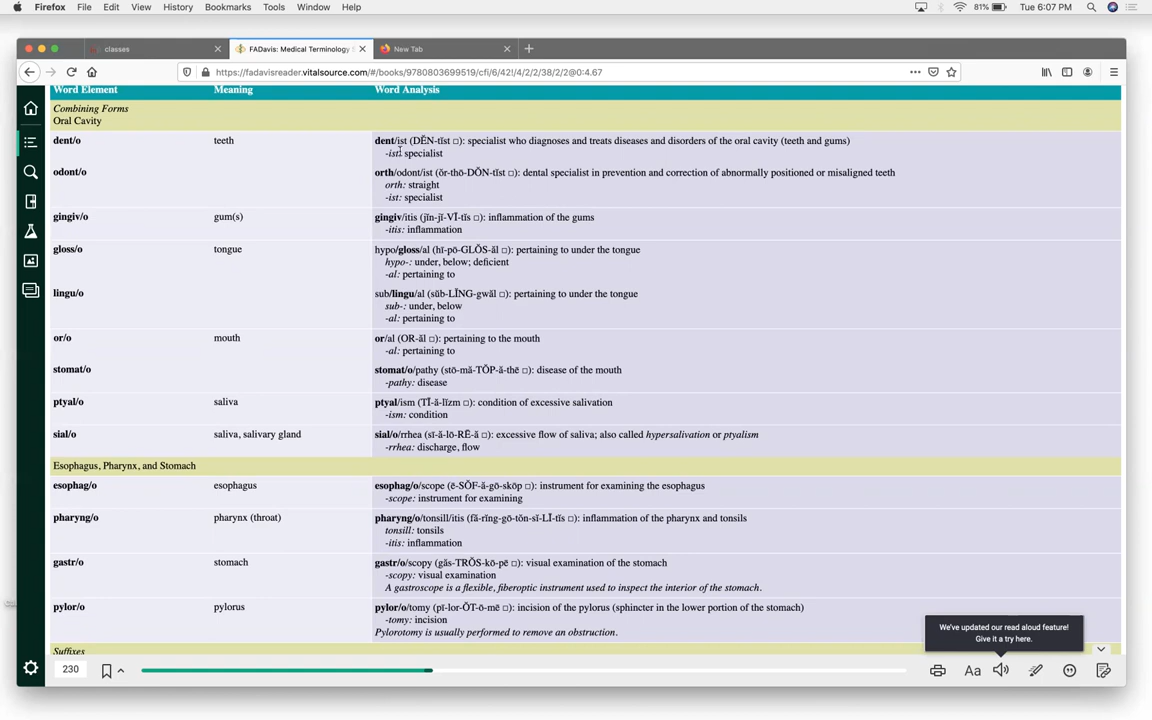 Firefox File Edit View History Bookmarks Tools Window Help 81% Tue 6:07 PM
classes FADavis: Medical Terminology New Tab
https://fadavisreader.vitalsource.com/#/books/9780803699519/cfi/6/42!/4/2/2/38/2/2@0:4.67
Word Element Meaning Word Analysis
Combining Forms
Oral Cavity
dent/o teeth dent/ist (DĔN-tĭst □): specialist who diagnoses and treats diseases and disorders of the oral cavity (teeth and gums)
-ist: specialist
odont/o orth/odont/ist (ŏr-thō-DŎN-tĭst □): dental specialist in prevention and correction of abnormally positioned or misaligned teeth
orth: straight
-ist: specialist
gingiv/o gum(s) gingiv/itis (jĭn-jĭ-VĪ-tĭs □): inflammation of the gums
-itis: inflammation
gloss/o tongue hypo/gloss/al (hī-pō-GLŎS-ăl □): pertaining to under the tongue
hypo-: under, below; deficient
-al: pertaining to
lingu/o sub/lingu/al (sŭb-LĬNG-gwăl □): pertaining to under the tongue
sub-: under, below
-al: pertaining to
or/o mouth or/al (OR-ăl □): pertaining to the mouth
-al: pertaining to
stomat/o stomat/o/pathy (stō-mă-TŎP-ă-thē □): disease of the mouth
-pathy: disease
ptyal/o saliva ptyal/ism (TĪ-ă-lĭzm □): condition of excessive salivation
-ism: condition
sial/o saliva, salivary gland sial/o/rrhea (sī-ă-lō-RĒ-ă □): excessive flow of saliva; also called hypersalivation or ptyalism
-rrhea: discharge, flow
Esophagus, Pharynx, and Stomach
esophag/o esophagus esophag/o/scope (ē-SŎF-ă-gō-skōp □): instrument for examining the esophagus
-scope: instrument for examining
pharyng/o pharynx (throat) pharyng/o/tonsill/itis (fă-rĭng-gō-tŏn-sĭ-LĪ-tĭs □): inflammation of the pharynx and tonsils
tonsill: tonsils
-itis: inflammation
gastr/o stomach gastr/o/scopy (găs-TRŎS-kō-pē □): visual examination of the stomach
-scopy: visual examination
A gastroscope is a flexible, fiberoptic instrument used to inspect the interior of the stomach.
pylor/o pylorus pylor/o/tomy (pī-lor-ŎT-ō-mē □): incision of the pylorus (sphincter in the lower portion of the stomach)
-tomy: incision
Pylorotomy is usually performed to remove an obstruction.
Suffixes
We've updated our read aloud feature!
Give it a try here.
230 Aa